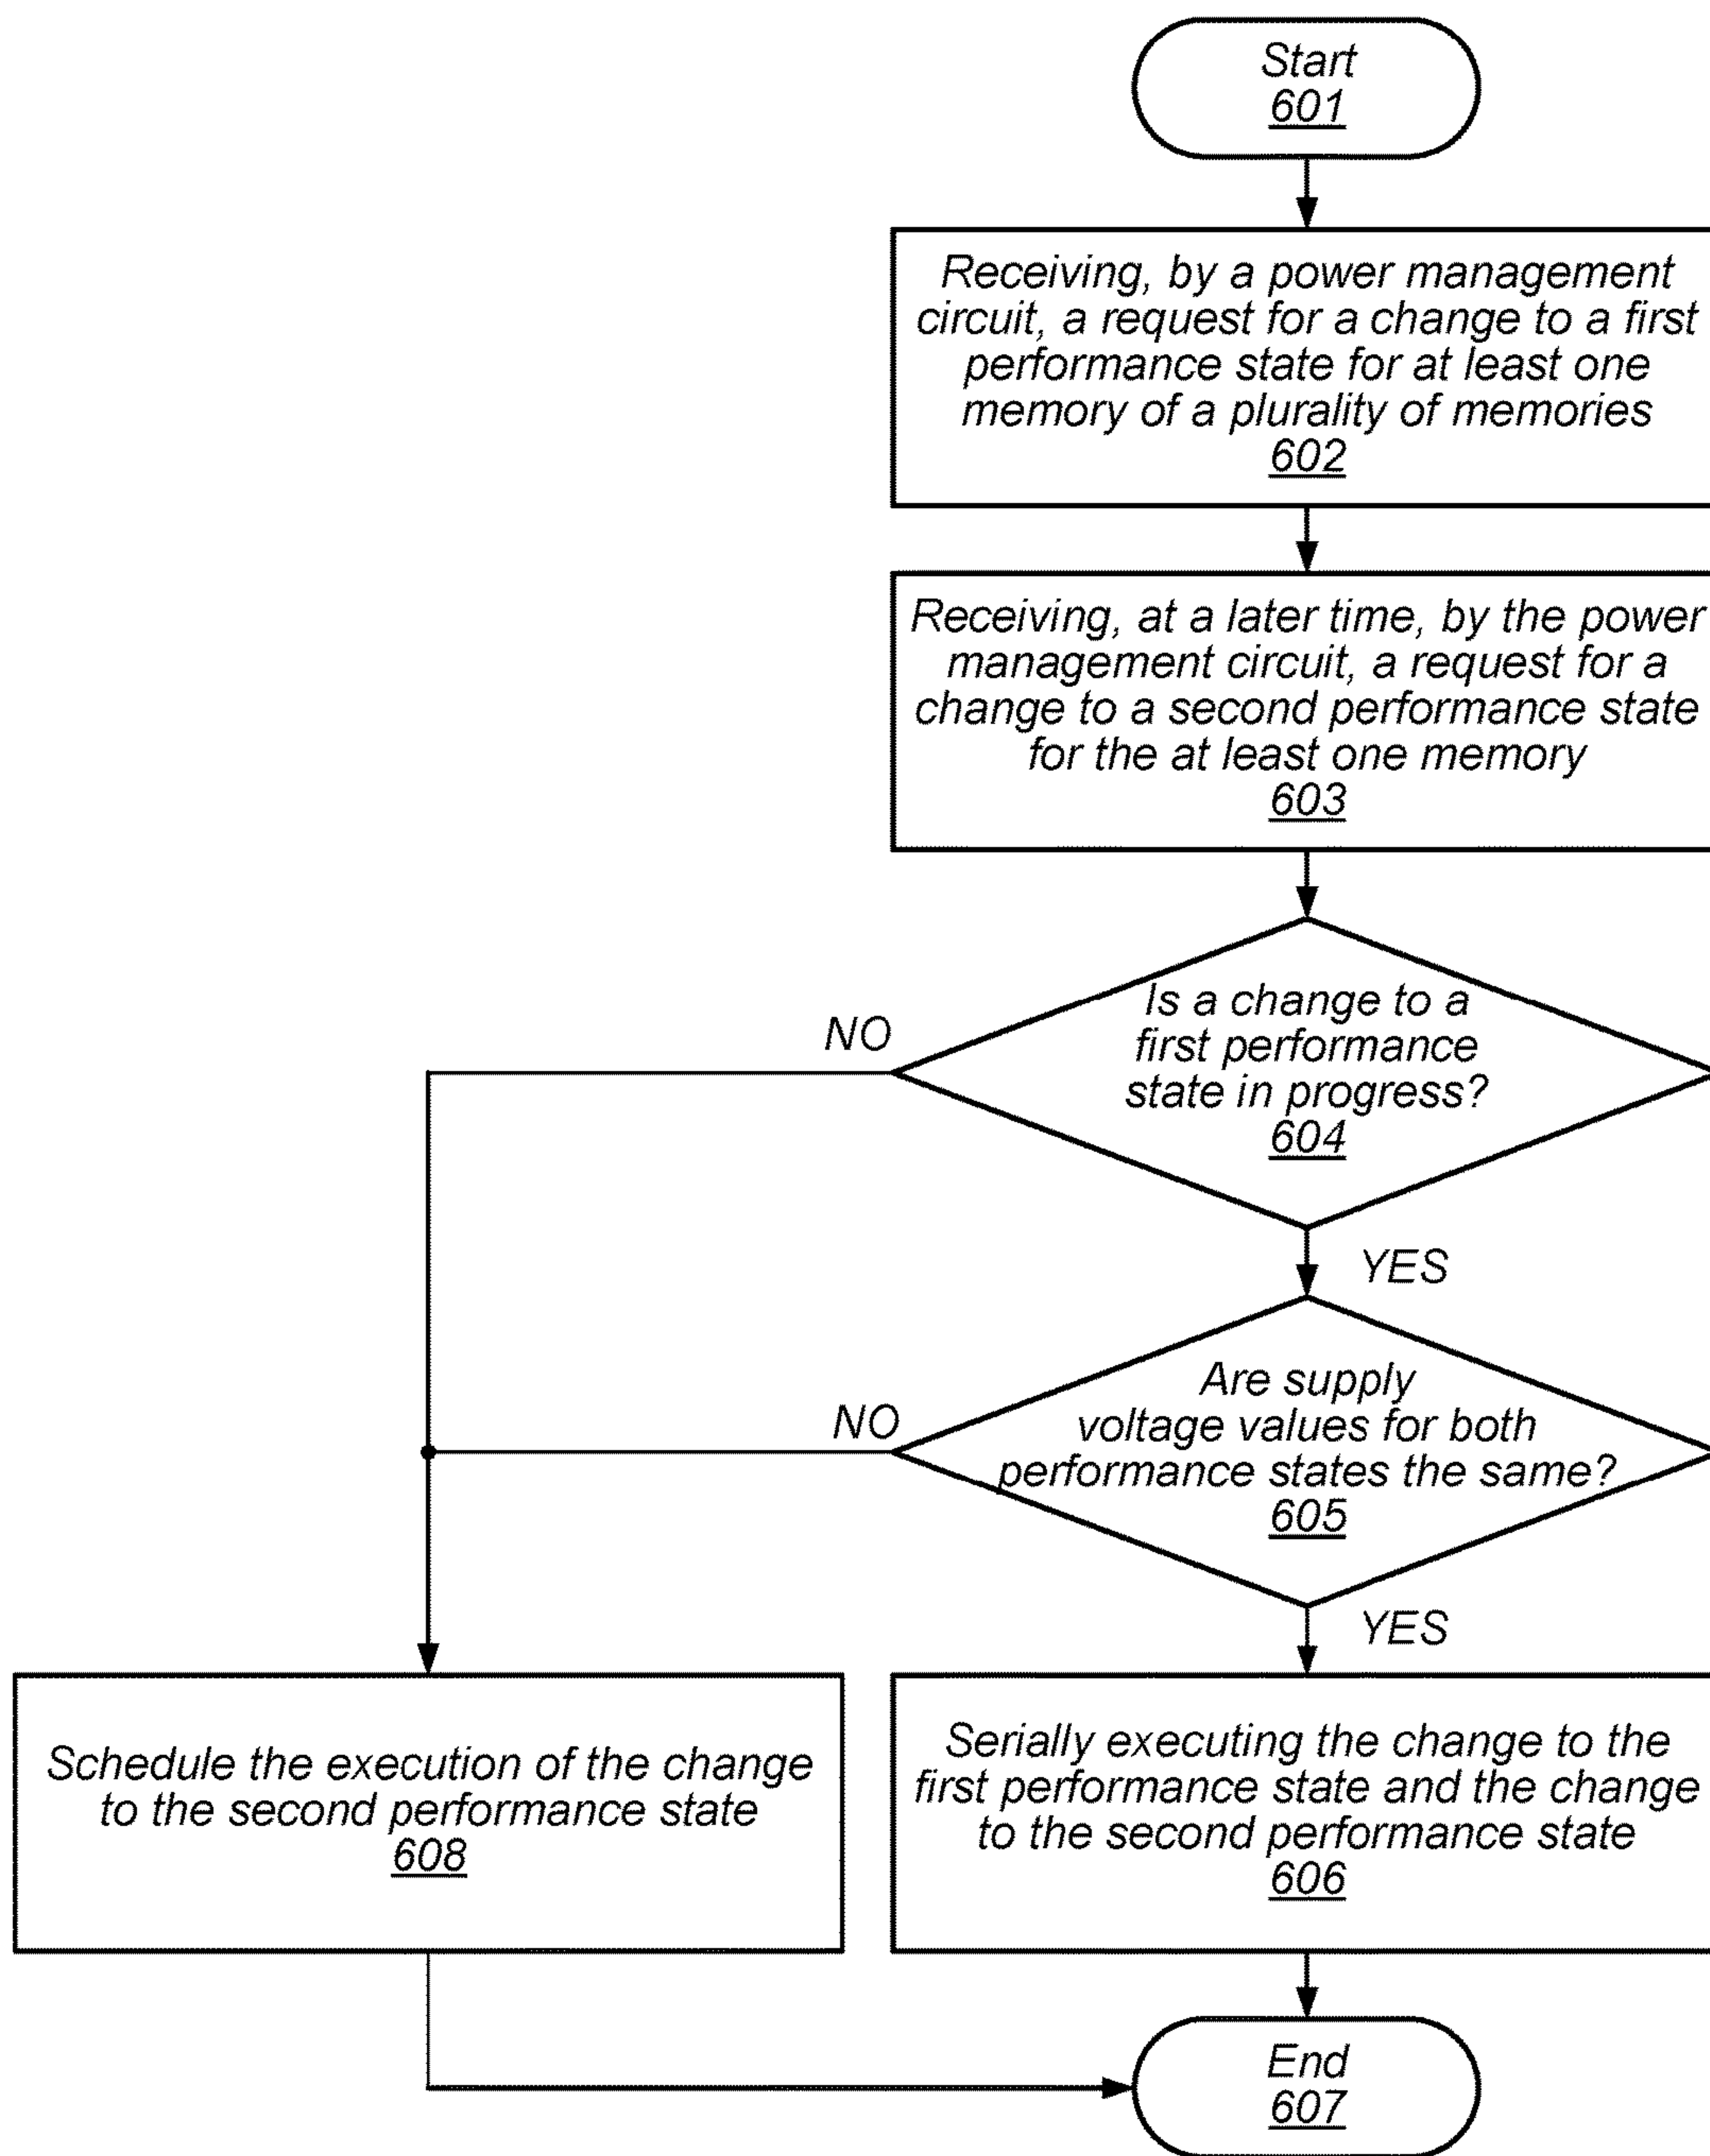 Start
601
Receiving, by a power management
circuit, a request for a change to a first
performance state for at least one
memory of a plurality of memories
602
Receiving, at a later time, by the power
management circuit, a request for a
change to a second performance state
for the at least one memory
603
Is a change to a
first performance
state in progress?
604
NO
YES
Are supply
voltage values for both
performance states the same?
605
NO
YES
Schedule the execution of the change
to the second performance state
608
Serially executing the change to the
first performance state and the change
to the second performance state
606
End
607